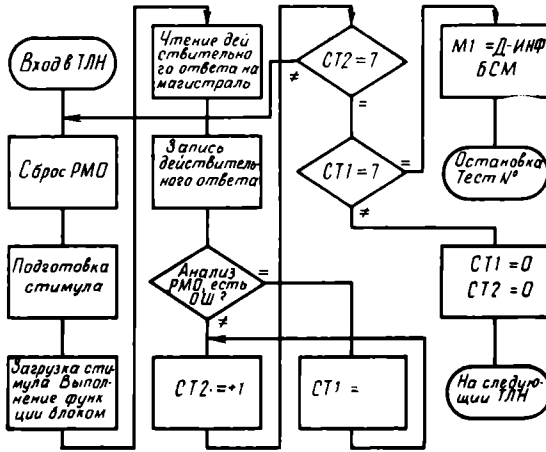 Вход в ТЛН
Сброс РМО
Подготовка
стимула
Загрузка сти-
мула Выпол-
нение функ-
ции блоком
Чтение дей
ствительно
го ответа на
магистраль
Запись
действитель-
ного ответа
Анализ
РМО, есть
ОШ?
=
≠
СТ2·=+1
СТ1 =
СТ2=7
≠
=
СТ1=7
=
≠
М1 =Д-ИНФ
БСМ
Остановка
Тест N°
СТ1=0
СТ2=0
На следую-
щий ТЛН